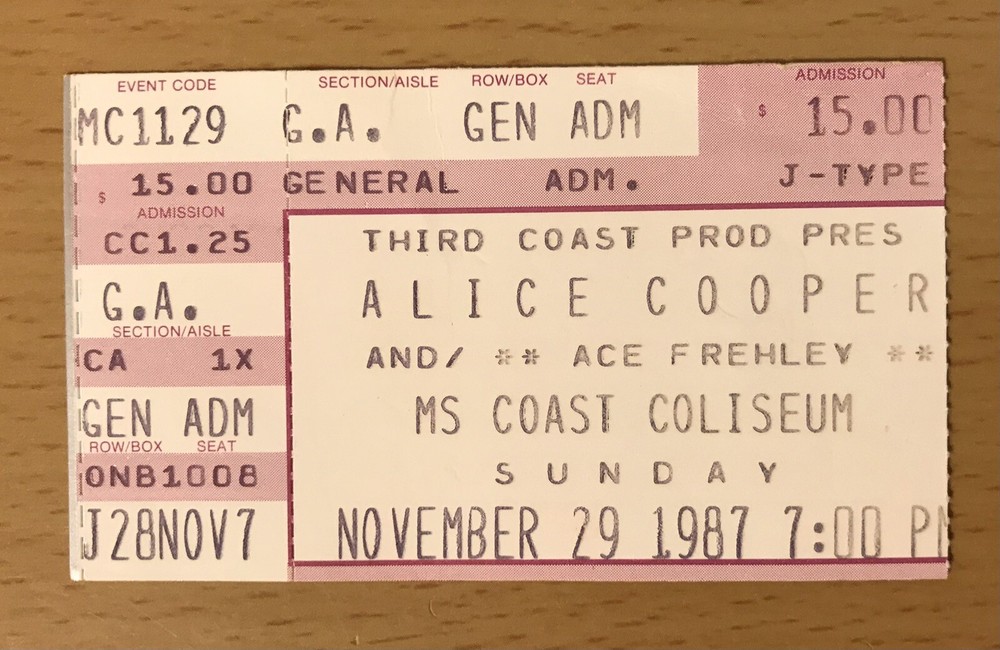 EVENT CODE
MC1129
$ 15.00
ADMISSION
CC1.25
G.A.
SECTION/AISLE
CA 1X
GEN ADM
ROW/BOX SEAT
ONB1008
J28NOV7
SECTION/AISLE ROW/BOX SEAT ADMISSION
G.A. GEN ADM $ 15.00
GENERAL ADM. J-TYPE
THIRD COAST PROD PRES
ALICE COOPER
AND/ ** ACE FREHLEY **
MS COAST COLISEUM
SUNDAY
NOVEMBER 29 1987 7:00 PM